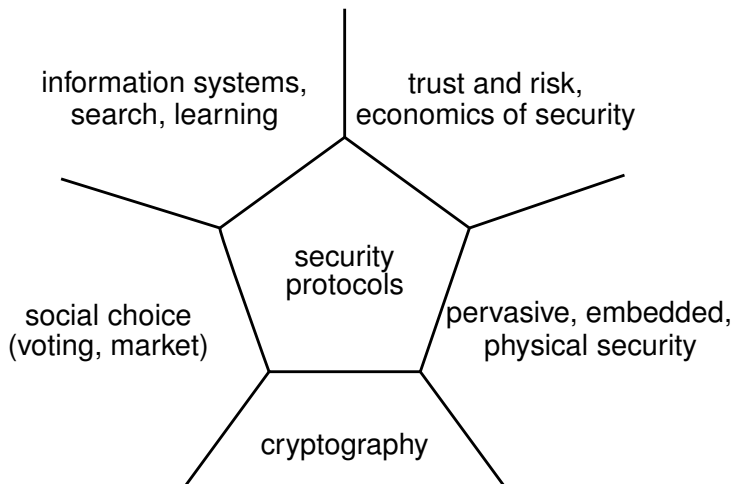 information systems,
search, learning
trust and risk,
economics of security
security
protocols
social choice
(voting, market)
pervasive, embedded,
physical security
cryptography